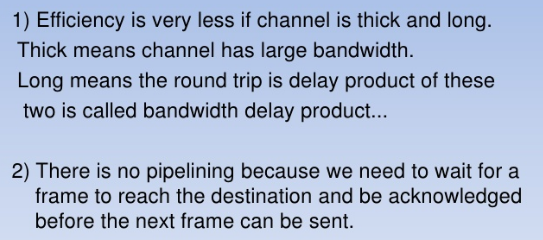 1) Efficiency is very less if channel is thick and long.
Thick means channel has large bandwidth.
Long means the round trip is delay product of these
two is called bandwidth delay product...
2) There is no pipelining because we need to wait for a
frame to reach the destination and be acknowledged
before the next frame can be sent.